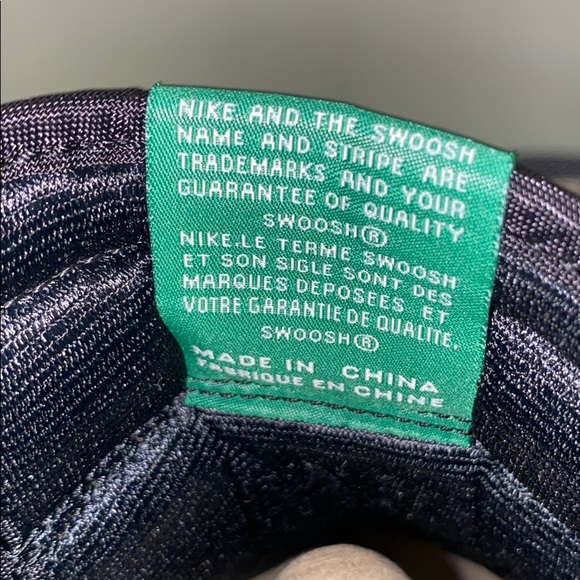 NIKE AND THE SWOOSH
NAME AND STRIPE ARE
TRADEMARKS AND YOUR
GUARANTEE OF QUALITY
SWOOSH®
NIKE.LE TERME SWOOSH
ET SON SIGLE SONT DES
MARQUES DEPOSEES ET
VOTRE GARANTIE DE QUALITE.
SWOOSH®
MADE IN CHINA
FABRIQUE EN CHINE